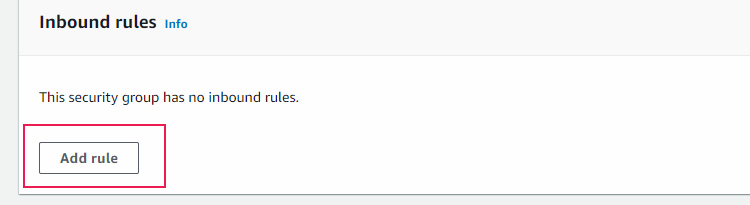 Inbound rules Info
This security group has no inbound rules.
Add rule